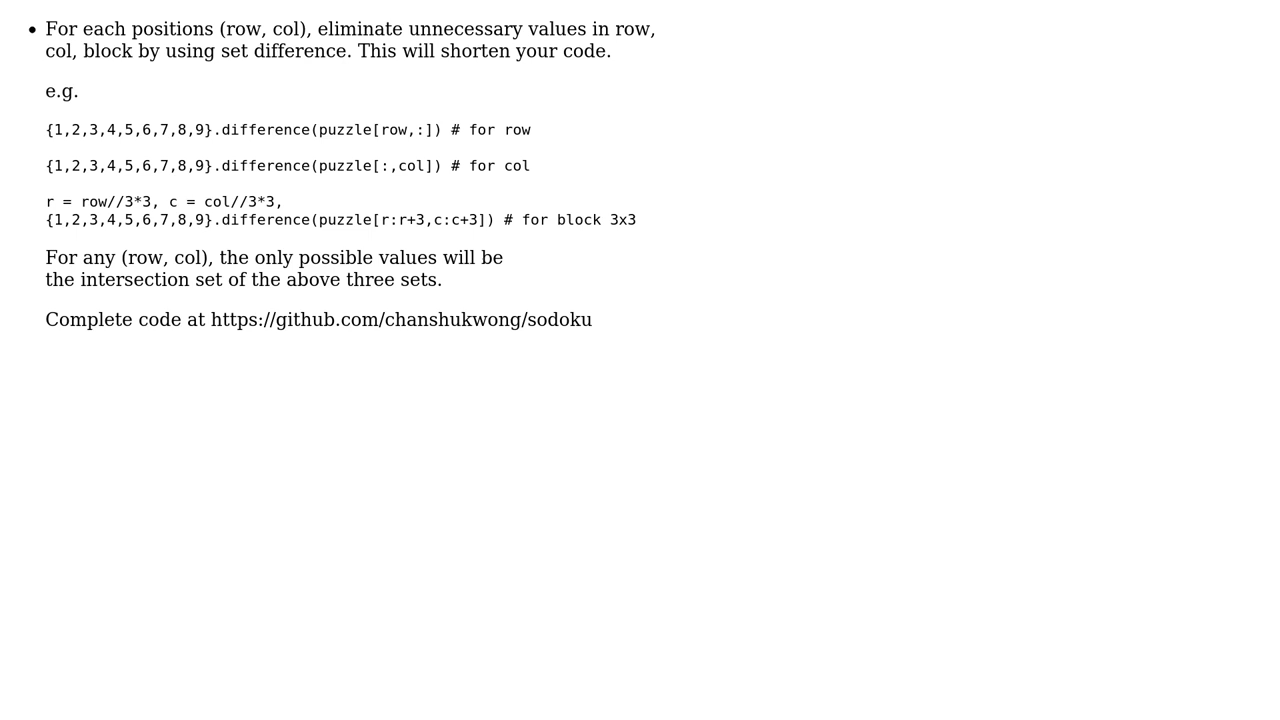 For each positions (row, col), eliminate unnecessary values in row,
col, block by using set difference. This will shorten your code.
e.g.
{1,2,3,4,5,6,7,8,9}.difference(puzzle[row,:]) # for row
{1,2,3,4,5,6,7,8,9}.difference(puzzle[:,col]) # for col
r = row//3*3, c = col//3*3,
{1,2,3,4,5,6,7,8,9}.difference(puzzle[r:r+3,c:c+3]) # for block 3x3
For any (row, col), the only possible values will be
the intersection set of the above three sets.
Complete code at https://github.com/chanshukwong/sodoku